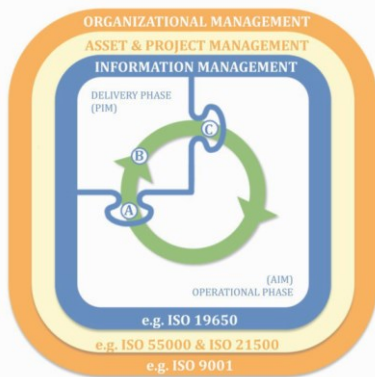 ORGANIZATIONAL MANAGEMENT
ASSET & PROJECT MANAGEMENT
INFORMATION MANAGEMENT
DELIVERY PHASE
(PIM)
C
B
A
(AIM)
OPERATIONAL PHASE
e.g. ISO 19650
e.g. ISO 55000 & ISO 21500
e.g. ISO 9001